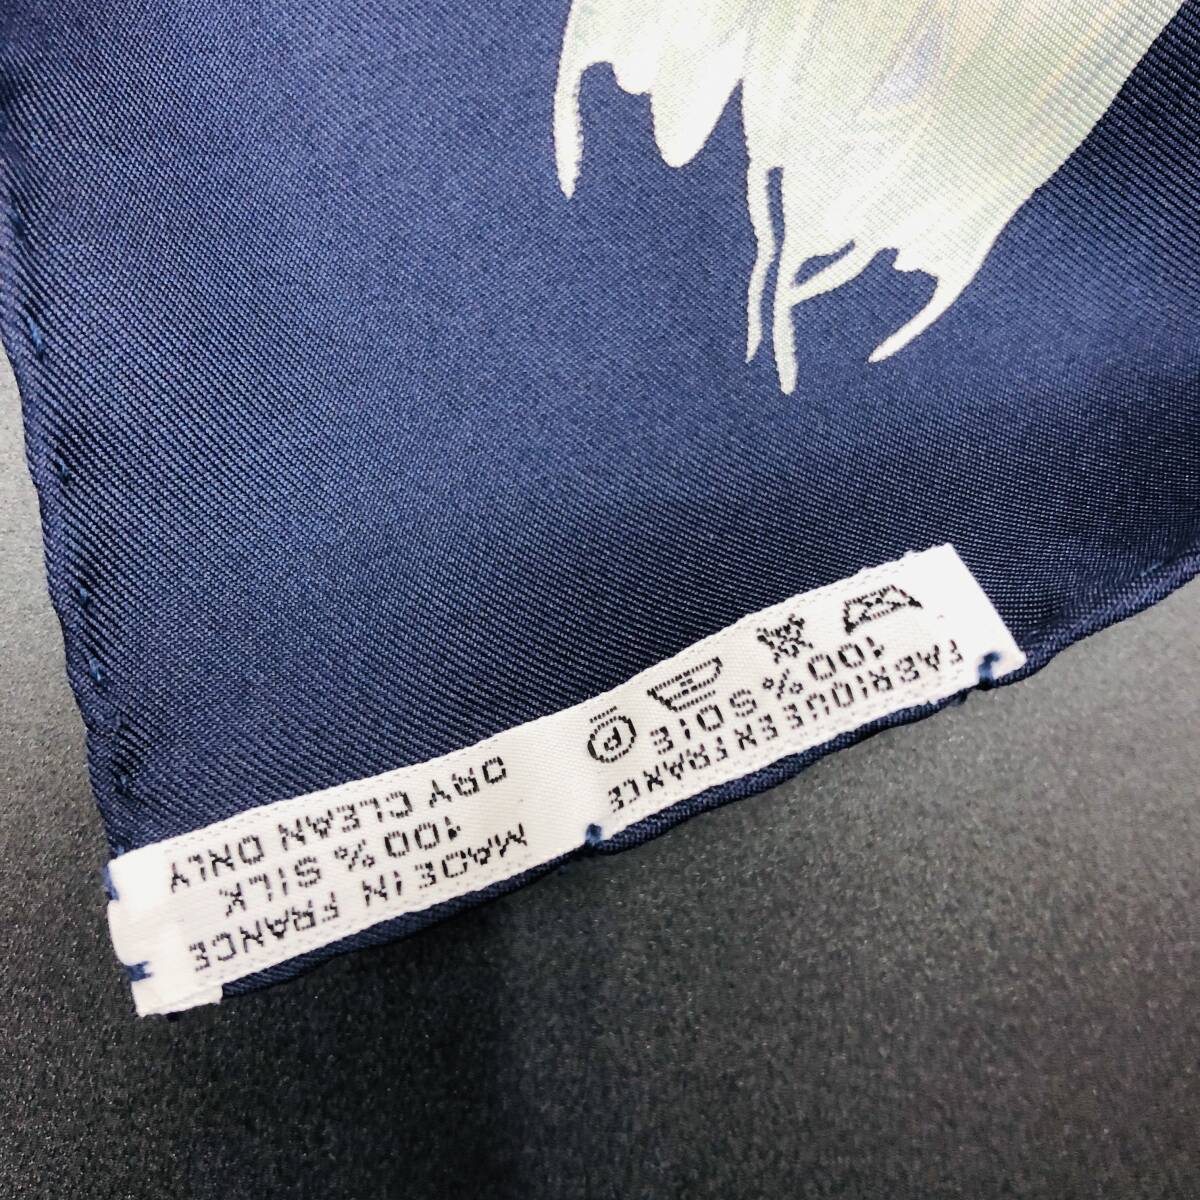 FABRIQUE EN FRANCE
100% SOIE
P
MADE IN FRANCE
100% SILK
DRY CLEAN ONLY